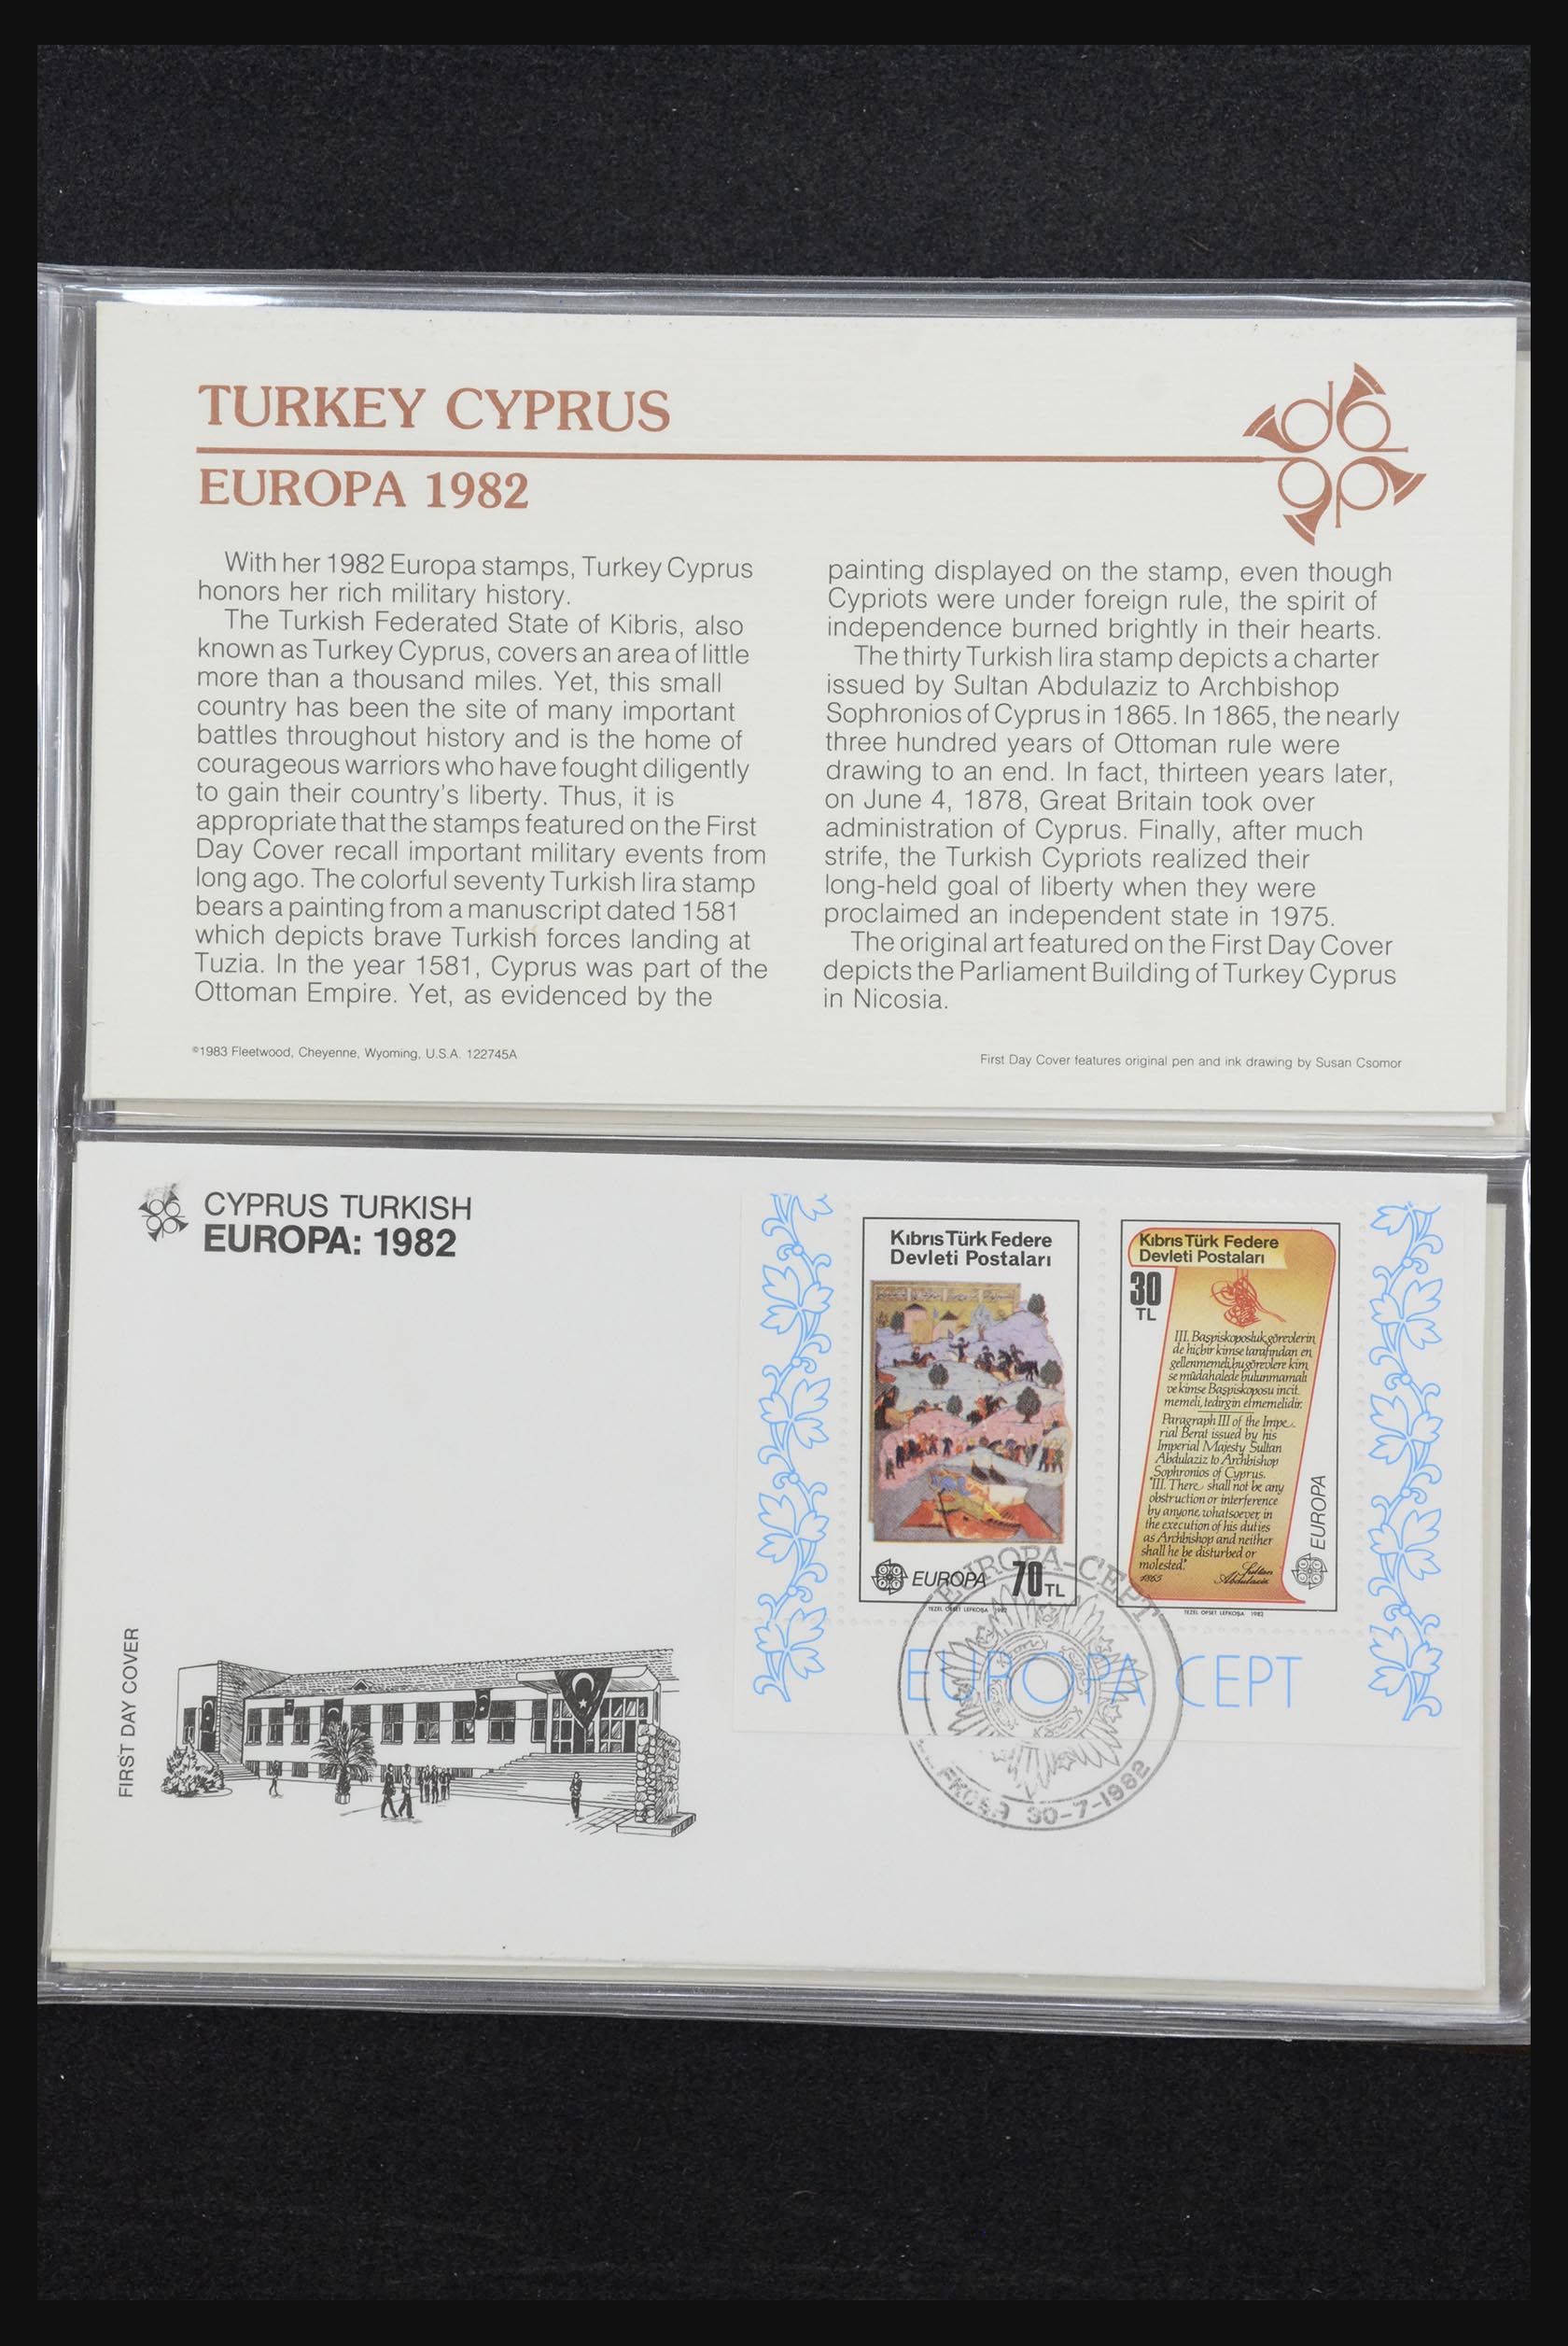 TURKEY CYPRUS
EUROPA 1982
With her 1982 Europa stamps, Turkey Cyprus
honors her rich military history.
The Turkish Federated State of Kibris, also
known as Turkey Cyprus, covers an area of little
more than a thousand miles. Yet, this small
country has been the site of many important
battles throughout history and is the home of
courageous warriors who have fought diligently
to gain their country's liberty. Thus, it is
appropriate that the stamps featured on the First
Day Cover recall important military events from
long ago. The colorful seventy Turkish lira stamp
bears a painting from a manuscript dated 1581
which depicts brave Turkish forces landing at
Tuzia. In the year 1581, Cyprus was part of the
Ottoman Empire. Yet, as evidenced by the
painting displayed on the stamp, even though
Cypriots were under foreign rule, the spirit of
independence burned brightly in their hearts.
The thirty Turkish lira stamp depicts a charter
issued by Sultan Abdulaziz to Archbishop
Sophronios of Cyprus in 1865. In 1865, the nearly
three hundred years of Ottoman rule were
drawing to an end. In fact, thirteen years later,
on June 4, 1878, Great Britain took over
administration of Cyprus. Finally, after much
strife, the Turkish Cypriots realized their
long-held goal of liberty when they were
proclaimed an independent state in 1975.
The original art featured on the First Day Cover
depicts the Parliament Building of Turkey Cyprus
in Nicosia.
©1983 Fleetwood, Cheyenne, Wyoming, U.S.A. 122745A
First Day Cover features original pen and ink drawing by Susan Csomor
CYPRUS TURKISH
EUROPA: 1982
FIRST DAY COVER
Kıbrıs Türk Federe
Devleti Postaları
EUROPA 70 TL
TEZEL OFSET LEFKOŞA 1982
Kıbrıs Türk Federe
Devleti Postaları
30
TL
III. Başpiskoposluk görevlerin
de hiçbir kimse tarafından en
gellenmemeli, bu görevlere kim
se müdahalede bulunmamalı
ve kimse Başpiskoposu incit
memeli, tedirgin etmemelidir.
Paragraph III of the Impe
rial Berat issued by his
Imperial Majesty Sultan
Abdulaziz to Archbishop
Sophronios of Cyprus.
"III. There shall not be any
obstruction or interference
by anyone, whatsoever, in
the execution of his duties
as Archbishop and neither
shall he be disturbed or
molested."
1865 Sultan
Abdulaziz
EUROPA
TEZEL OFSET LEFKOŞA 1982
EUROPA CEPT
EUROPA-CEPT
LEFKOŞA 30-7-1982